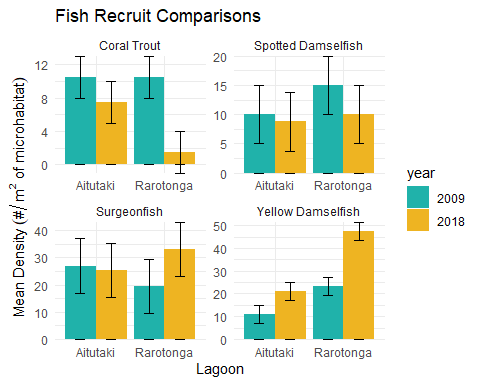 Fish Recruit Comparisons
Coral Trout
Spotted Damselfish
12
8
4
0
20
15
10
5
0
Aitutaki Rarotonga
Aitutaki Rarotonga
Surgeonfish
Yellow Damselfish
40
30
20
10
0
50
40
30
20
10
0
Aitutaki Rarotonga
Aitutaki Rarotonga
Mean Density (#/ m² of microhabitat)
Lagoon
year
2009
2018